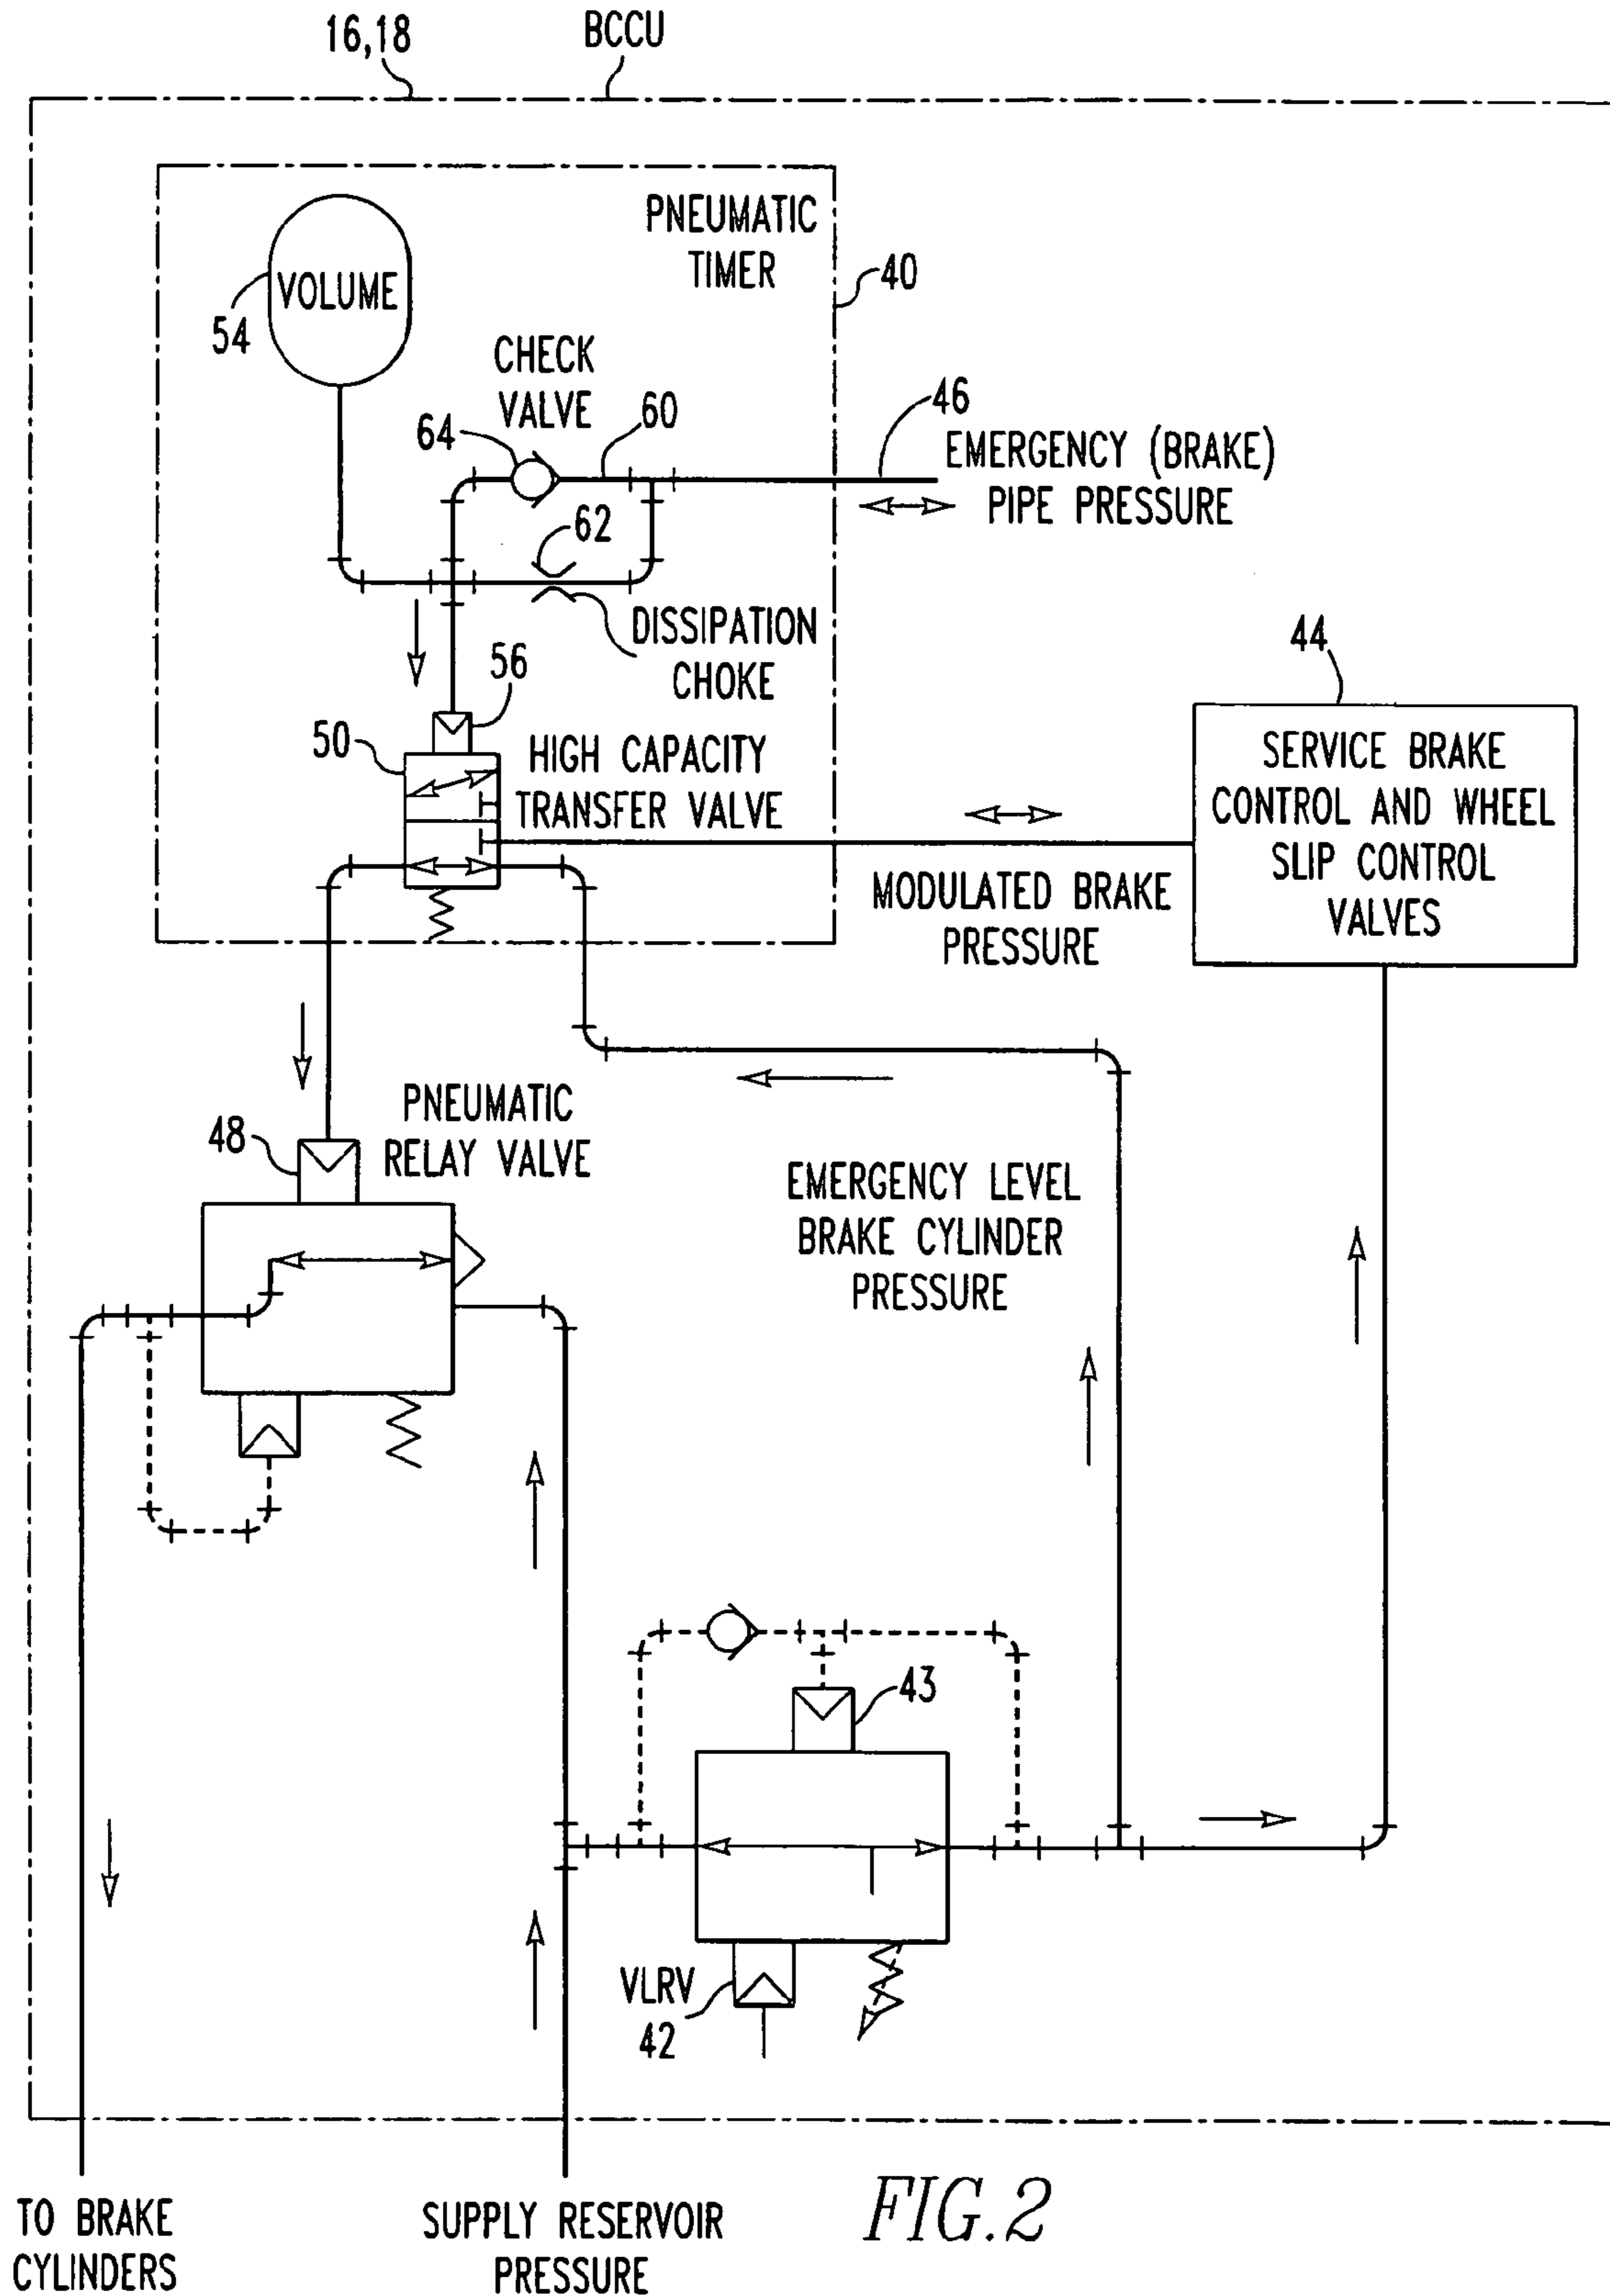 16,18
BCCU
PNEUMATIC
TIMER
40
VOLUME
54
CHECK
VALVE
64
60
46
EMERGENCY (BRAKE)
PIPE PRESSURE
62
DISSIPATION
CHOKE
56
50
HIGH CAPACITY
TRANSFER VALVE
44
SERVICE BRAKE
CONTROL AND WHEEL
SLIP CONTROL
VALVES
MODULATED BRAKE
PRESSURE
PNEUMATIC
RELAY VALVE
48
EMERGENCY LEVEL
BRAKE CYLINDER
PRESSURE
43
VLRV
42
TO BRAKE
CYLINDERS
SUPPLY RESERVOIR
PRESSURE
FIG.2